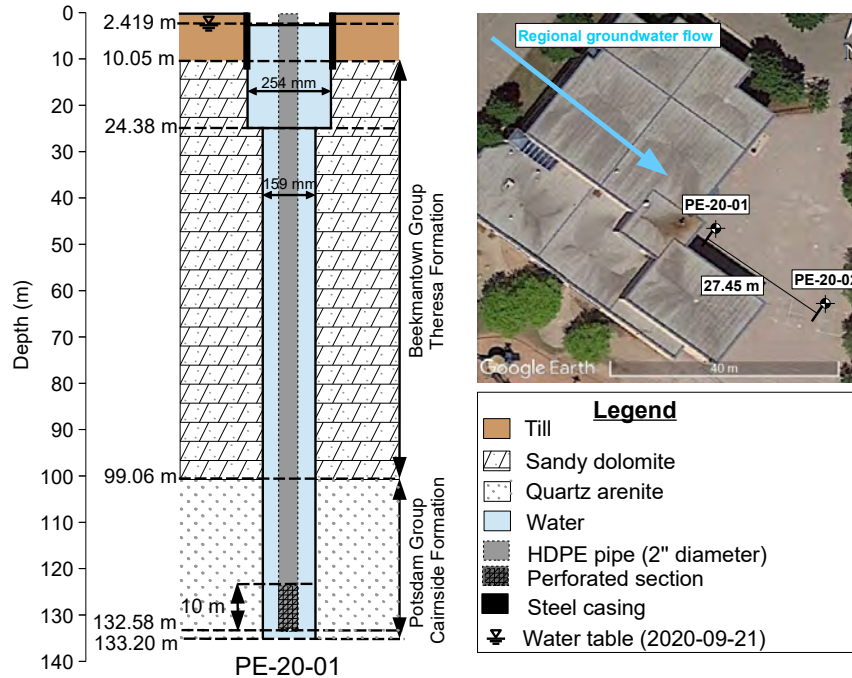 0
10
20
30
40
50
60
70
80
90
100
110
120
130
140
Depth (m)
2.419 m
10.05 m
24.38 m
99.06 m
132.58 m
133.20 m
254 mm
159 mm
10 m
Beekmantown Group
Theresa Formation
Potsdam Group
Cairnside Formation
PE-20-01
Regional groundwater flow
PE-20-01
27.45 m
PE-20-02
Google Earth
40 m
Legend
Till
Sandy dolomite
Quartz arenite
Water
HDPE pipe (2" diameter)
Perforated section
Steel casing
Water table (2020-09-21)